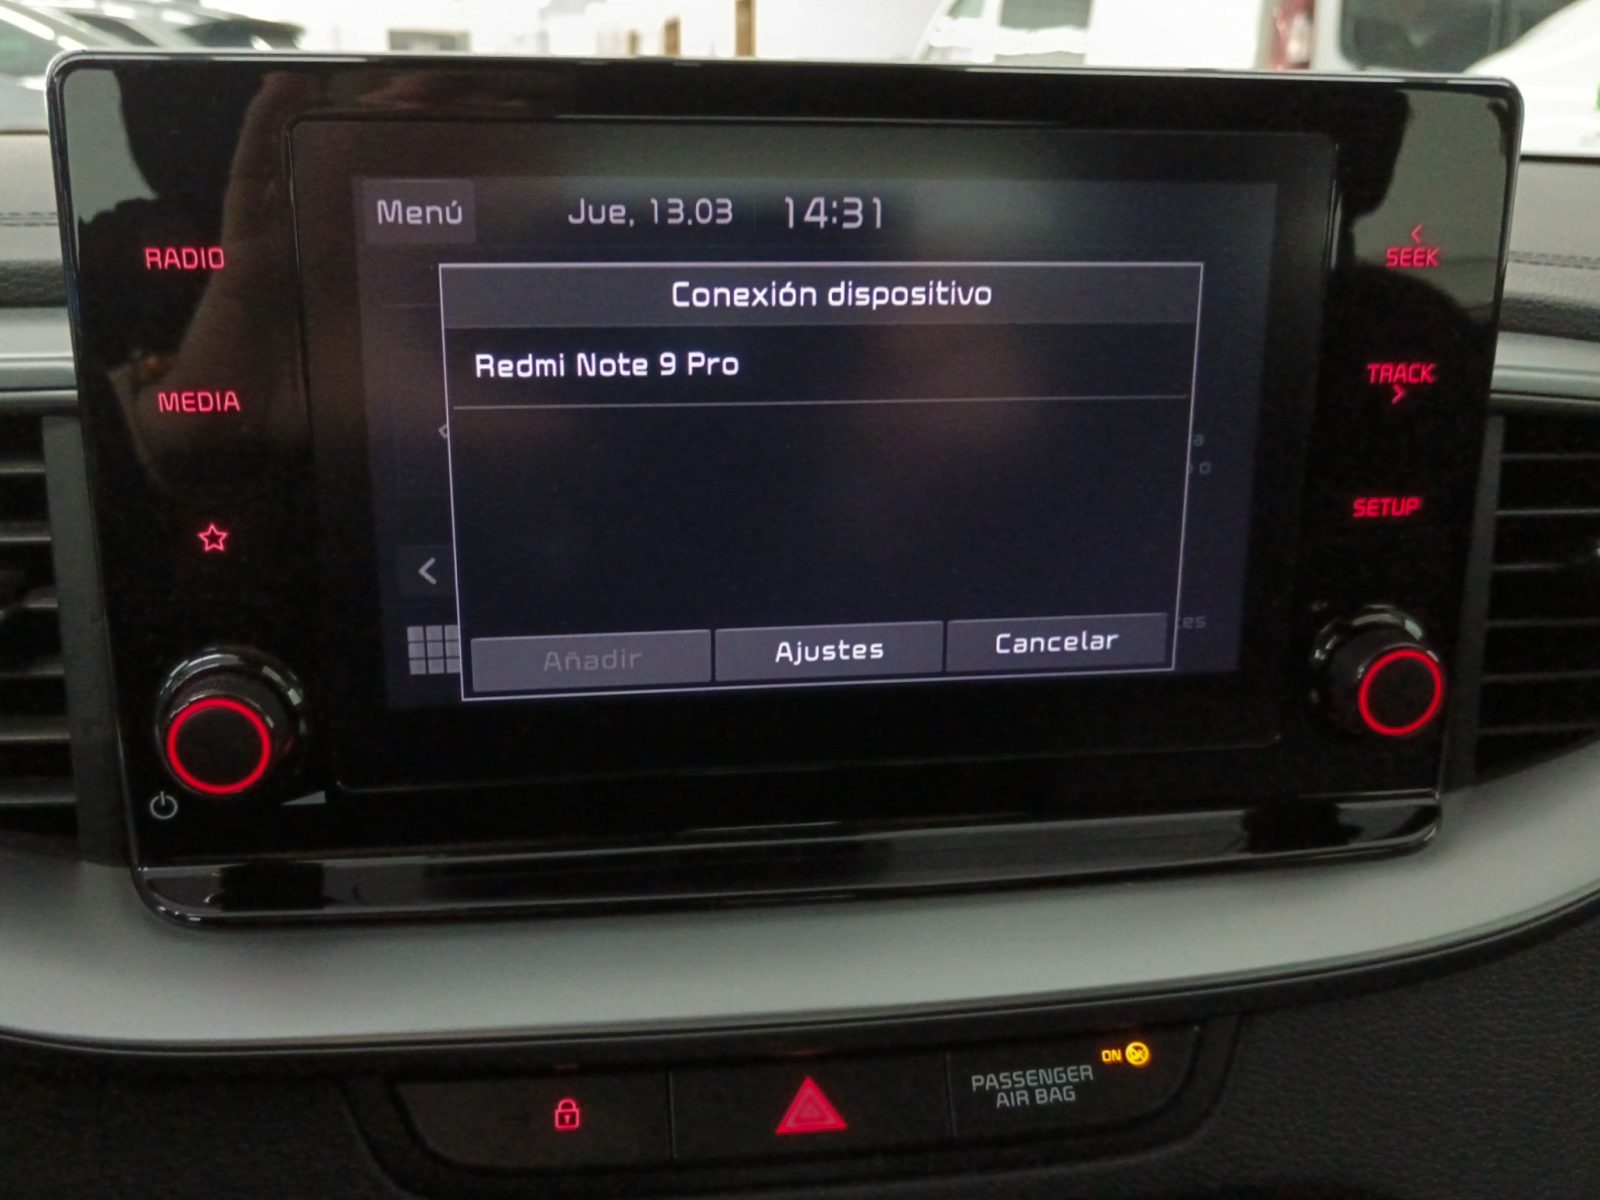 Menú Jue, 13.03 14:31
Conexión dispositivo
Redmi Note 9 Pro
Añadir Ajustes Cancelar
RADIO
MEDIA
SEEK
TRACK
SETUP
PASSENGER
AIR BAG
ON